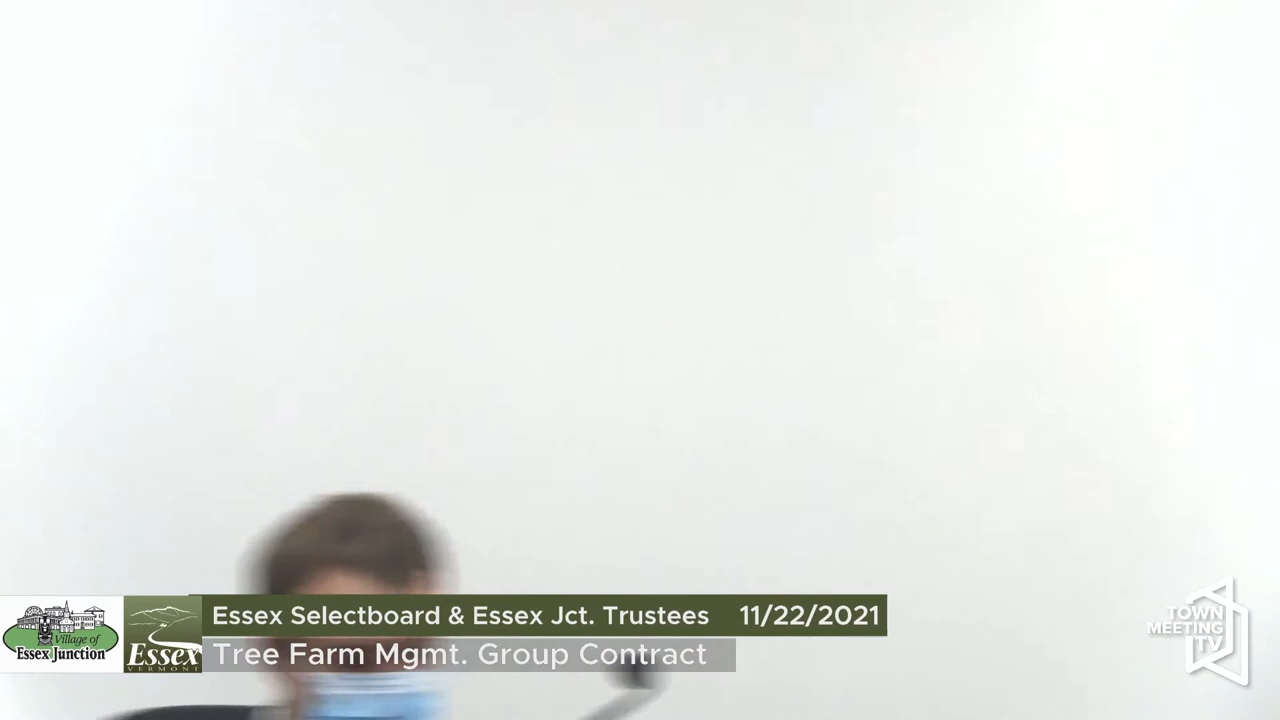 Essex Selectboard & Essex Jct. Trustees 11/22/2021
Tree Farm Mgmt. Group Contract
Village of
Essex Junction
Essex
VERMONT
TOWN
MEETING
TV